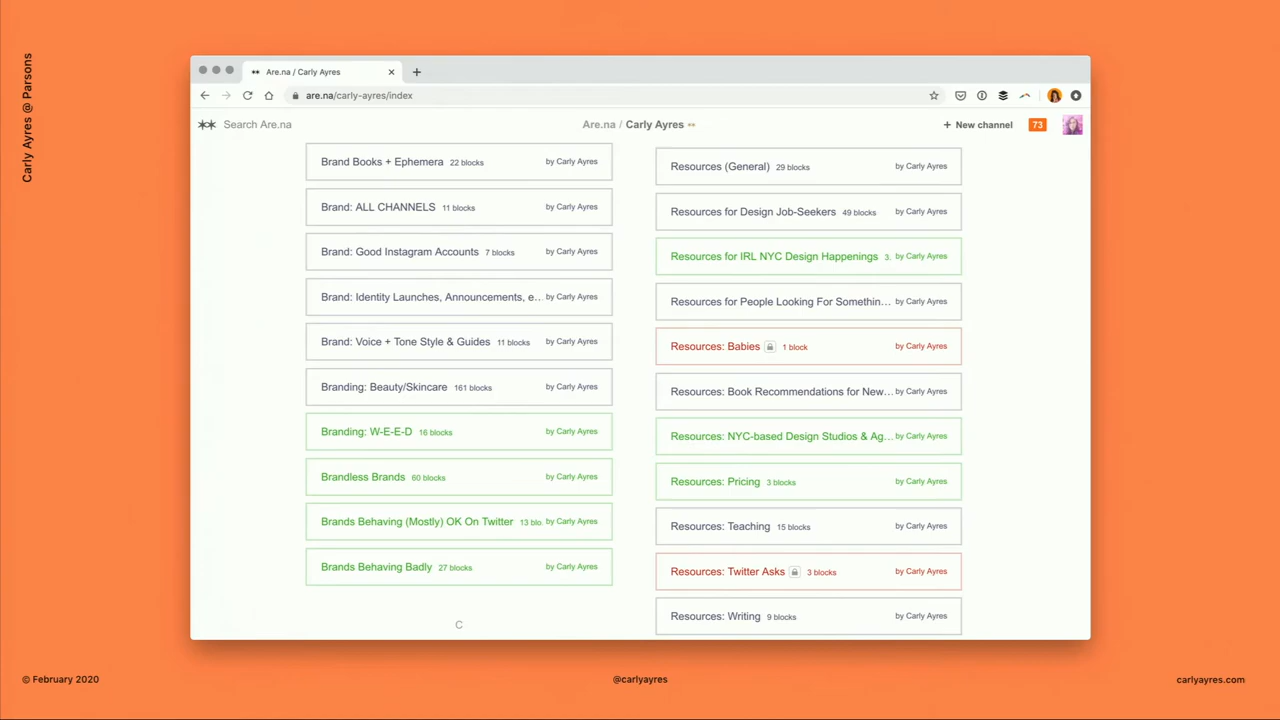 Carly Ayres @ Parsons
Are.na / Carly Ayres
are.na/carly-ayres/index
Search Are.na
Are.na / Carly Ayres
+ New channel
73
Brand Books + Ephemera 22 blocks by Carly Ayres
Brand: ALL CHANNELS 11 blocks by Carly Ayres
Brand: Good Instagram Accounts 7 blocks by Carly Ayres
Brand: Identity Launches, Announcements, e… by Carly Ayres
Brand: Voice + Tone Style & Guides 11 blocks by Carly Ayres
Branding: Beauty/Skincare 161 blocks by Carly Ayres
Branding: W-E-E-D 16 blocks by Carly Ayres
Brandless Brands 60 blocks by Carly Ayres
Brands Behaving (Mostly) OK On Twitter 13 blo. by Carly Ayres
Brands Behaving Badly 27 blocks by Carly Ayres
C
Resources (General) 29 blocks by Carly Ayres
Resources for Design Job-Seekers 49 blocks by Carly Ayres
Resources for IRL NYC Design Happenings 3. by Carly Ayres
Resources for People Looking For Somethin… by Carly Ayres
Resources: Babies 1 block by Carly Ayres
Resources: Book Recommendations for New… by Carly Ayres
Resources: NYC-based Design Studios & Ag… by Carly Ayres
Resources: Pricing 3 blocks by Carly Ayres
Resources: Teaching 15 blocks by Carly Ayres
Resources: Twitter Asks 3 blocks by Carly Ayres
Resources: Writing 9 blocks by Carly Ayres
© February 2020
@carlyayres
carlyayres.com